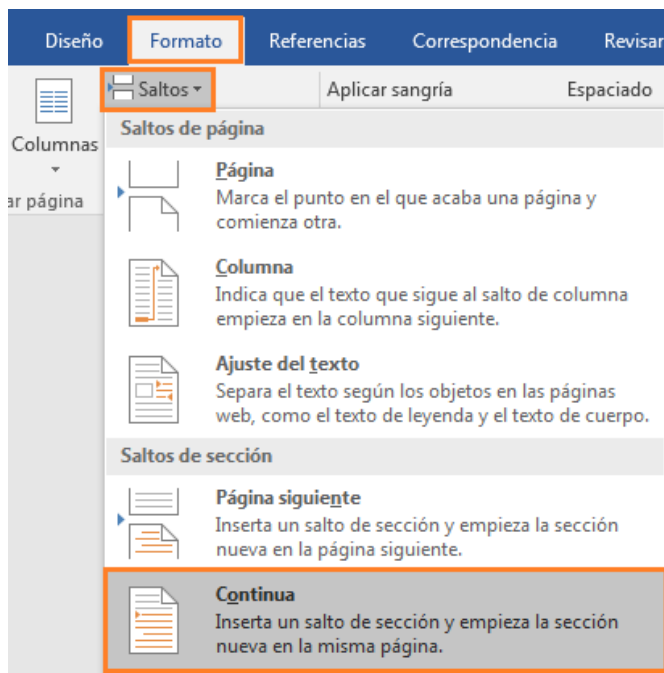 Diseño Formato Referencias Correspondencia Revisar
Saltos Aplicar sangría Espaciado
Columnas
ar página
Saltos de página
Página
Marca el punto en el que acaba una página y
comienza otra.
Columna
Indica que el texto que sigue al salto de columna
empieza en la columna siguiente.
Ajuste del texto
Separa el texto según los objetos en las páginas
web, como el texto de leyenda y el texto de cuerpo.
Saltos de sección
Página siguiente
Inserta un salto de sección y empieza la sección
nueva en la página siguiente.
Continua
Inserta un salto de sección y empieza la sección
nueva en la misma página.